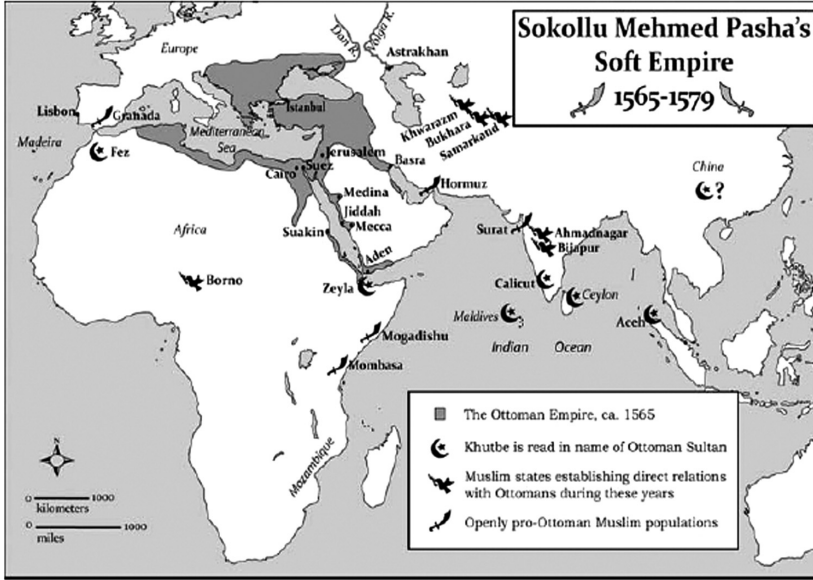 Sokollu Mehmed Pasha's
Soft Empire
1565-1579
Europe
Dan R.
Volga R.
Astrakhan
Lisbon
Granada
Istanbul
Khwarazm
Bukhara
Samarkand
Madeira
Mediterranean
Sea
Fez
Jerusalem
Suez
Cairo
Basra
Hormuz
China
?
Medina
Jiddah
Mecca
Africa
Suakin
Surat
Ahmadnagar
Bijapur
Aden
Borno
Zeyla
Calicut
Ceylon
Maldives
Aceh
Mogadishu
Indian
Ocean
Mombasa
Mozambique
N
0 1000
kilometers
0 1000
miles
The Ottoman Empire, ca. 1565
Khutbe is read in name of Ottoman Sultan
Muslim states establishing direct relations
with Ottomans during these years
Openly pro-Ottoman Muslim populations